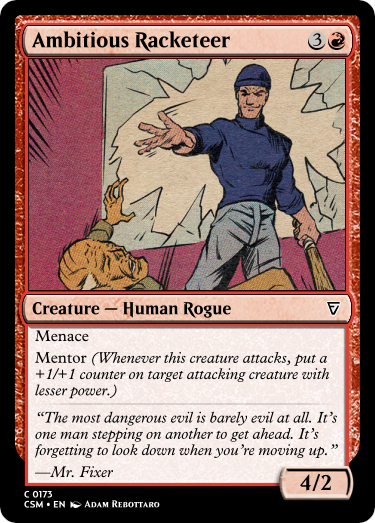 Ambitious Racketeer 3
Creature — Human Rogue
Menace
Mentor (Whenever this creature attacks, put a
+1/+1 counter on target attacking creature with
lesser power.)
“The most dangerous evil is barely evil at all. It’s
one man stepping on another to get ahead. It’s
forgetting to look down when you’re moving up.”
—Mr. Fixer
4/2
C 0173
CSM • EN Adam Rebottaro